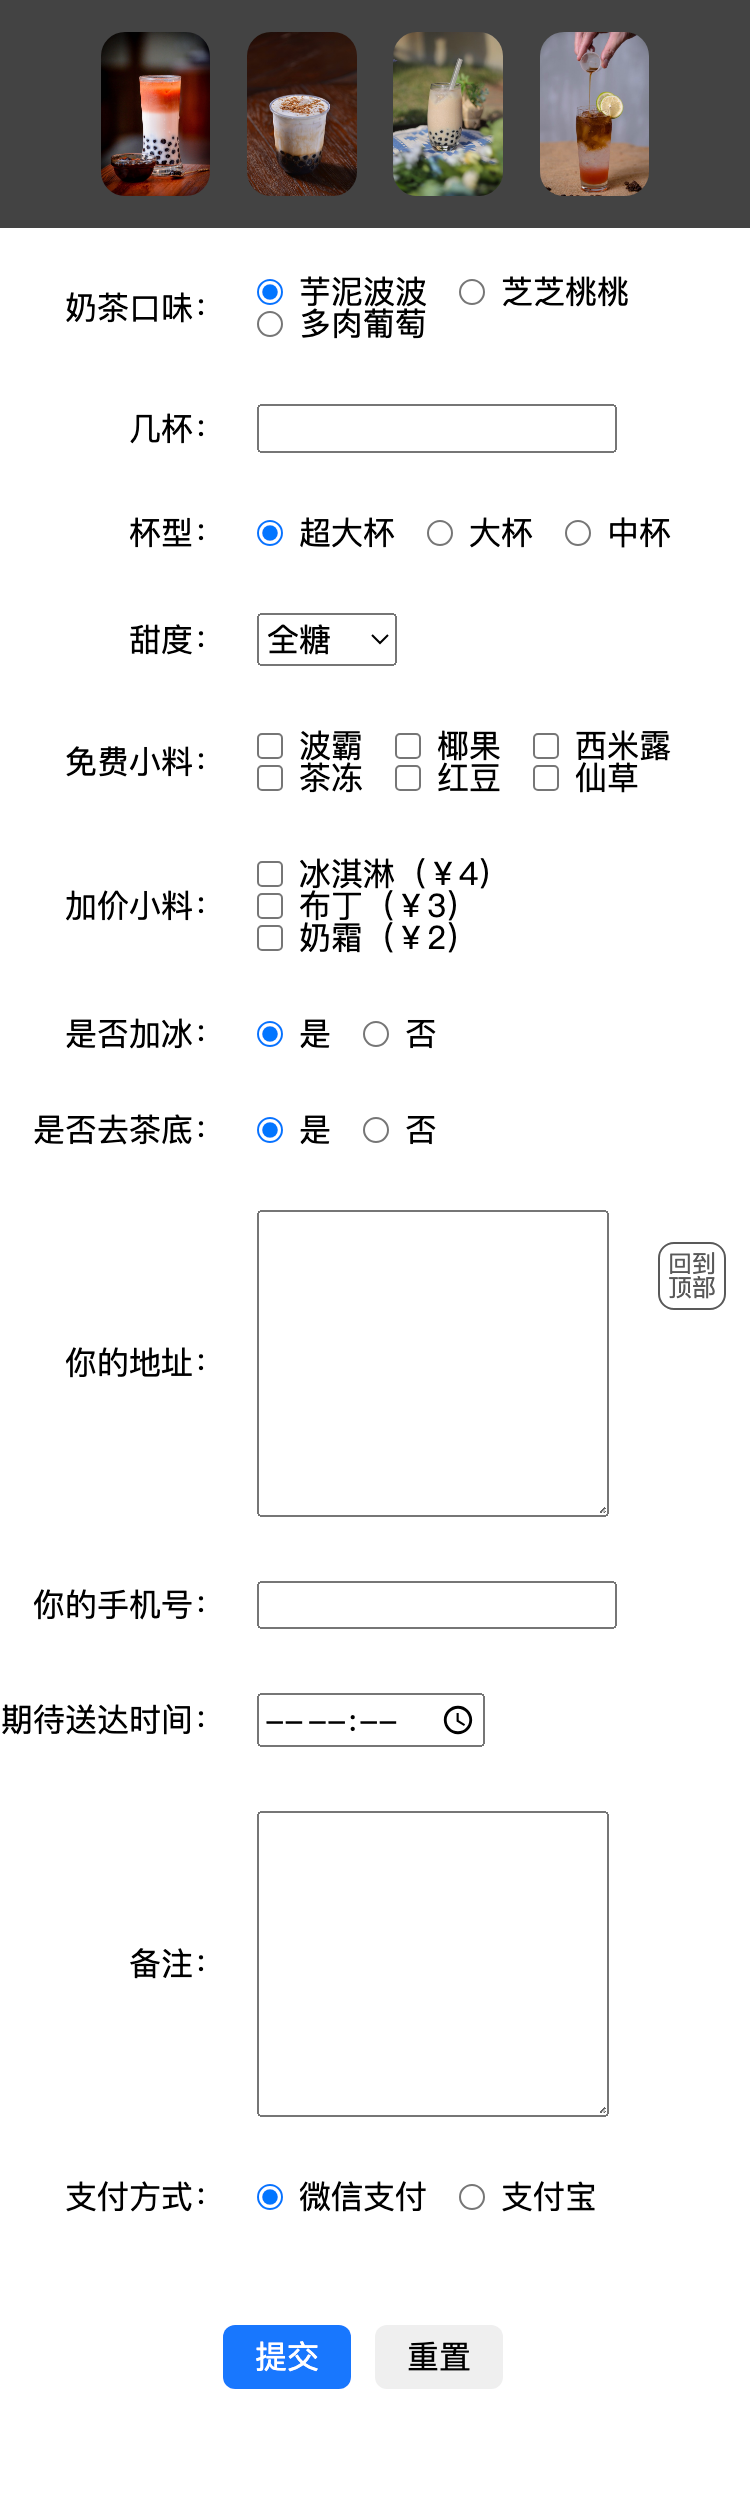 奶茶口味：
芋泥波波 芝芝桃桃
多肉葡萄
几杯：
杯型： 超大杯 大杯 中杯
甜度： 全糖
免费小料：
波霸 椰果 西米露
茶冻 红豆 仙草
加价小料：
冰淇淋（￥4）
布丁（￥3）
奶霜（￥2）
是否加冰： 是 否
是否去茶底： 是 否
回到
顶部
你的地址：
你的手机号：
期待送达时间： -- --:--
备注：
支付方式： 微信支付 支付宝
提交 重置